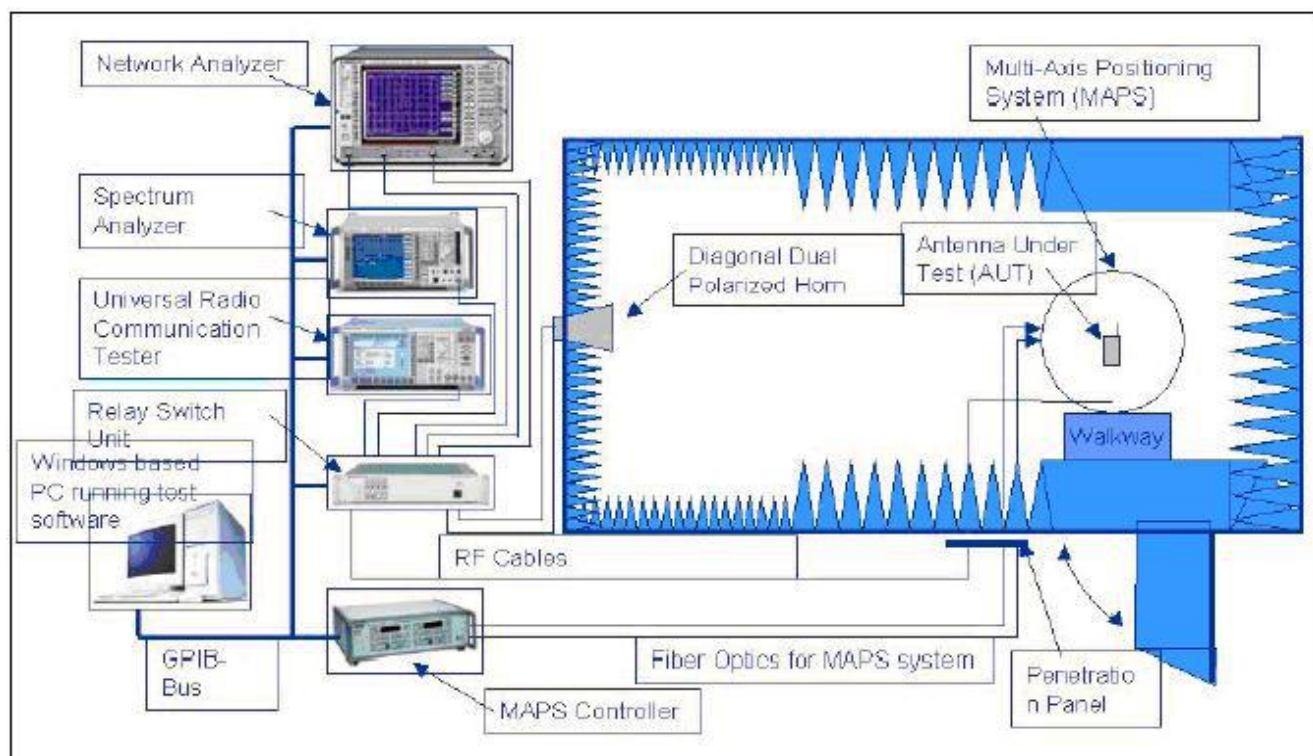 Network Analyzer
Multi-Axis Positioning
System (MAPS)
Spectrum
Analyzer
Diagonal Dual
Polarized Horn
Antenna Under
Test (AUT)
Universal Radio
Communication
Tester
Relay Switch
Unit
Walkway
Windows based
PC running test
software
RF Cables
GPIB-
Bus
Fiber Optics for MAPS system
MAPS Controller
Penetratio
n Panel